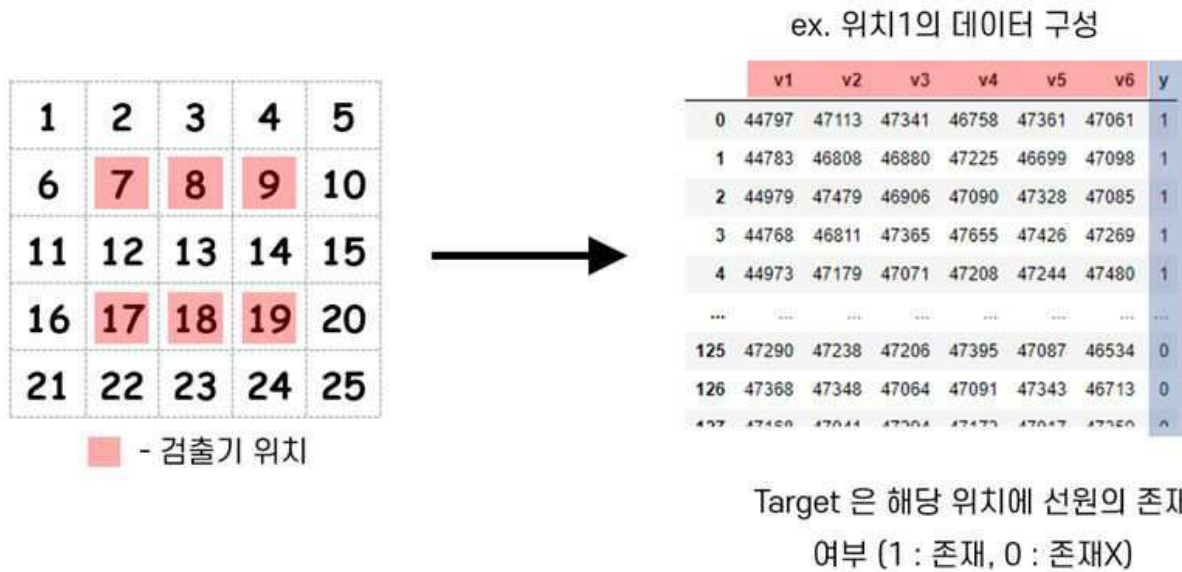 ex. 위치1의 데이터 구성
1 2 3 4 5
6 7 8 9 10
11 12 13 14 15
16 17 18 19 20
21 22 23 24 25
- 검출기 위치
v1 v2 v3 v4 v5 v6 y
0 44797 47113 47341 46758 47361 47061 1
1 44783 46808 46880 47225 46699 47098 1
2 44979 47479 46906 47090 47328 47085 1
3 44768 46811 47365 47655 47426 47269 1
4 44973 47179 47071 47208 47244 47480 1
... ... ... ... ... ... ... ...
125 47290 47238 47206 47395 47087 46534 0
126 47368 47348 47064 47091 47343 46713 0
Target 은 해당 위치에 선원의 존재
여부 (1 : 존재, 0 : 존재X)